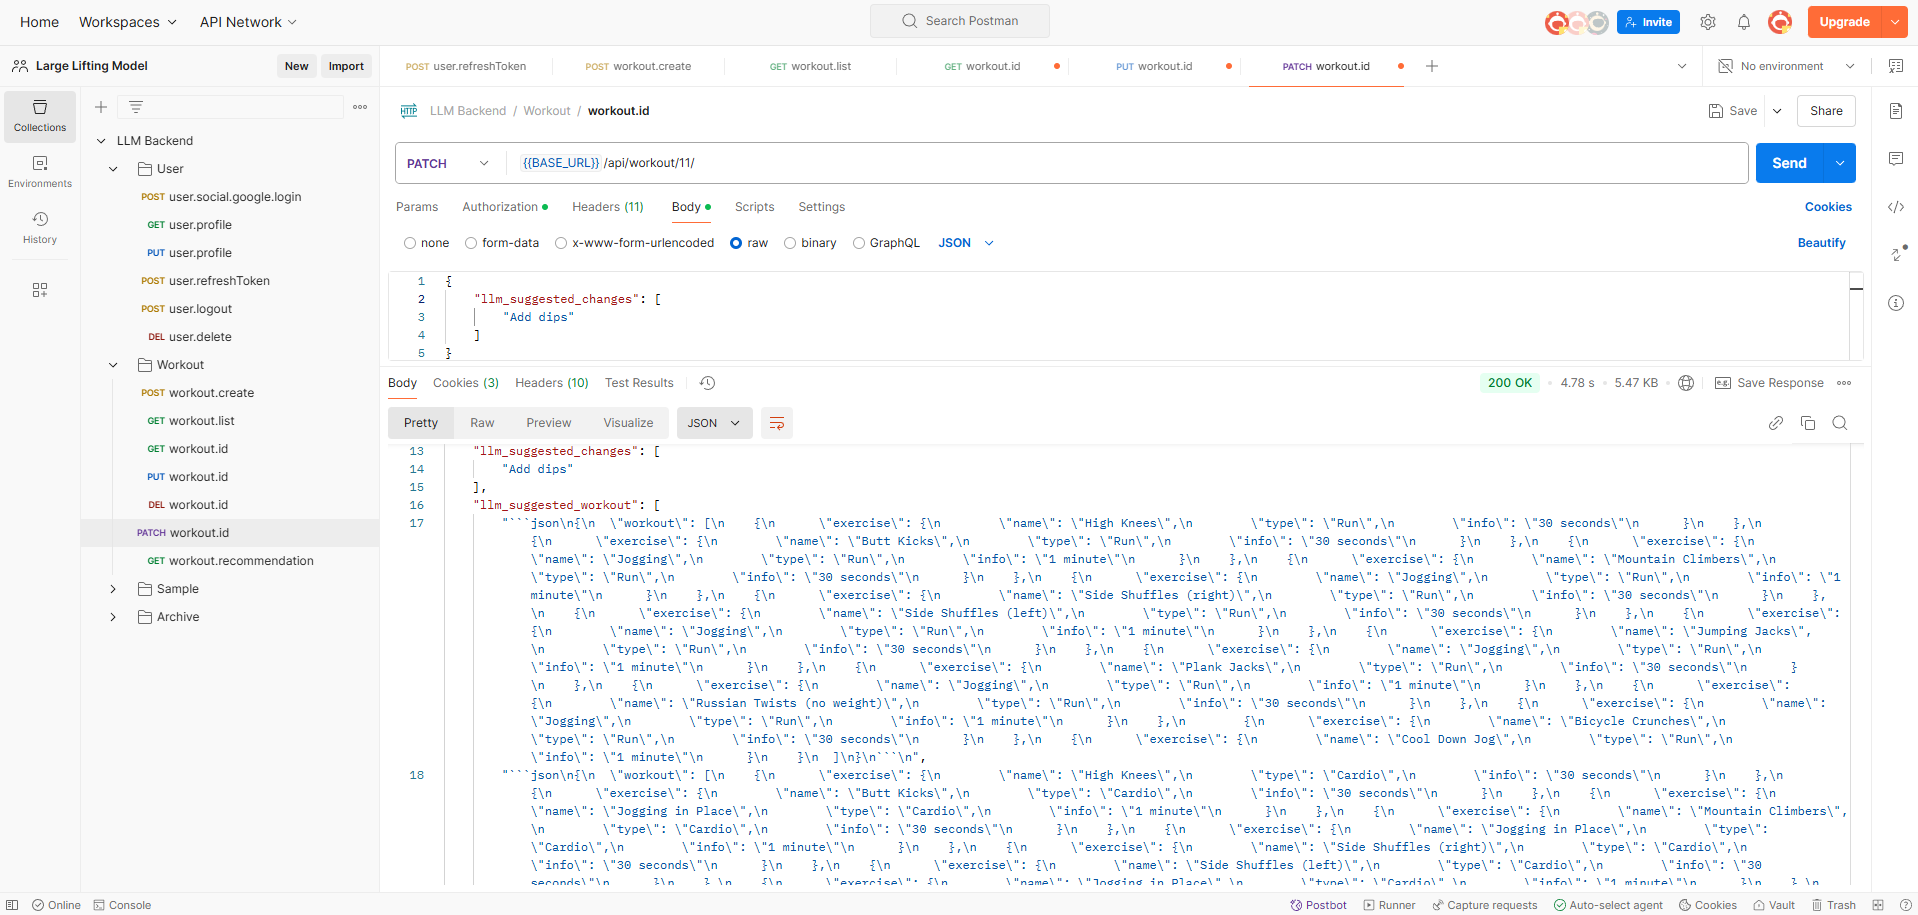 Home Workspaces API Network Search Postman Invite Upgrade
Large Lifting Model New Import POST user.refreshToken POST workout.create GET workout.list GET workout.id PUT workout.id PATCH workout.id No environment
Collections
Environments
History
LLM Backend
User
POST user.social.google.login
GET user.profile
PUT user.profile
POST user.refreshToken
POST user.logout
DEL user.delete
Workout
POST workout.create
GET workout.list
GET workout.id
PUT workout.id
DEL workout.id
PATCH workout.id
GET workout.recommendation
Sample
Archive
HTTP LLM Backend / Workout / workout.id Save Share
PATCH {{BASE_URL}} /api/workout/11/ Send
Params Authorization Headers (11) Body Scripts Settings Cookies
none form-data x-www-form-urlencoded raw binary GraphQL JSON Beautify
1 {
2 "llm_suggested_changes": [
3 "Add dips"
4 ]
5 }
Body Cookies (3) Headers (10) Test Results 200 OK 4.78 s 5.47 KB e.g. Save Response
Pretty Raw Preview Visualize JSON
13 "llm_suggested_changes": [
14 "Add dips"
15 ],
16 "llm_suggested_workout": [
17 "```json\n{\n \"workout\": [\n {\n \"exercise\": {\n \"name\": \"High Knees\",\n \"type\": \"Run\",\n \"info\": \"30 seconds\"\n }\n },\n
{\n \"exercise\": {\n \"name\": \"Butt Kicks\",\n \"type\": \"Run\",\n \"info\": \"30 seconds\"\n }\n },\n {\n \"exercise\": {\n
\"name\": \"Jogging\",\n \"type\": \"Run\",\n \"info\": \"1 minute\"\n }\n },\n {\n \"exercise\": {\n \"name\": \"Mountain Climbers\",\n
\"type\": \"Run\",\n \"info\": \"30 seconds\"\n }\n },\n {\n \"exercise\": {\n \"name\": \"Jogging\",\n \"type\": \"Run\",\n \"info\": \"1
minute\"\n }\n },\n {\n \"exercise\": {\n \"name\": \"Side Shuffles (right)\",\n \"type\": \"Run\",\n \"info\": \"30 seconds\"\n }\n },
\n {\n \"exercise\": {\n \"name\": \"Side Shuffles (left)\",\n \"type\": \"Run\",\n \"info\": \"30 seconds\"\n }\n },\n {\n \"exercise\":
{\n \"name\": \"Jogging\",\n \"type\": \"Run\",\n \"info\": \"1 minute\"\n }\n },\n {\n \"exercise\": {\n \"name\": \"Jumping Jacks\",
\n \"type\": \"Run\",\n \"info\": \"30 seconds\"\n }\n },\n {\n \"exercise\": {\n \"name\": \"Jogging\",\n \"type\": \"Run\",\n
\"info\": \"1 minute\"\n }\n },\n {\n \"exercise\": {\n \"name\": \"Plank Jacks\",\n \"type\": \"Run\",\n \"info\": \"30 seconds\"\n }
\n },\n {\n \"exercise\": {\n \"name\": \"Jogging\",\n \"type\": \"Run\",\n \"info\": \"1 minute\"\n }\n },\n {\n \"exercise\":
{\n \"name\": \"Russian Twists (no weight)\",\n \"type\": \"Run\",\n \"info\": \"30 seconds\"\n }\n },\n {\n \"exercise\": {\n \"name\":
\"Jogging\",\n \"type\": \"Run\",\n \"info\": \"1 minute\"\n }\n },\n {\n \"exercise\": {\n \"name\": \"Bicycle Crunches\",\n
\"type\": \"Run\",\n \"info\": \"30 seconds\"\n }\n },\n {\n \"exercise\": {\n \"name\": \"Cool Down Jog\",\n \"type\": \"Run\",\n
\"info\": \"1 minute\"\n }\n }\n ]\n}\n```\n",
18 "```json\n{\n \"workout\": [\n {\n \"exercise\": {\n \"name\": \"High Knees\",\n \"type\": \"Cardio\",\n \"info\": \"30 seconds\"\n }\n },\n
{\n \"exercise\": {\n \"name\": \"Butt Kicks\",\n \"type\": \"Cardio\",\n \"info\": \"30 seconds\"\n }\n },\n {\n \"exercise\": {\n
\"name\": \"Jogging in Place\",\n \"type\": \"Cardio\",\n \"info\": \"1 minute\"\n }\n },\n {\n \"exercise\": {\n \"name\": \"Mountain Climbers\",
\n \"type\": \"Cardio\",\n \"info\": \"30 seconds\"\n }\n },\n {\n \"exercise\": {\n \"name\": \"Jogging in Place\",\n \"type\":
\"Cardio\",\n \"info\": \"1 minute\"\n }\n },\n {\n \"exercise\": {\n \"name\": \"Side Shuffles (right)\",\n \"type\": \"Cardio\",\n
\"info\": \"30 seconds\"\n }\n },\n {\n \"exercise\": {\n \"name\": \"Side Shuffles (left)\",\n \"type\": \"Cardio\",\n \"info\": \"30
seconds\"\n }\n },\n {\n \"exercise\": {\n \"name\": \"Jogging in Place\",\n \"type\": \"Cardio\",\n \"info\": \"1 minute\"\n }\n },\n
Online Console Postbot Runner Capture requests Auto-select agent Cookies Vault Trash